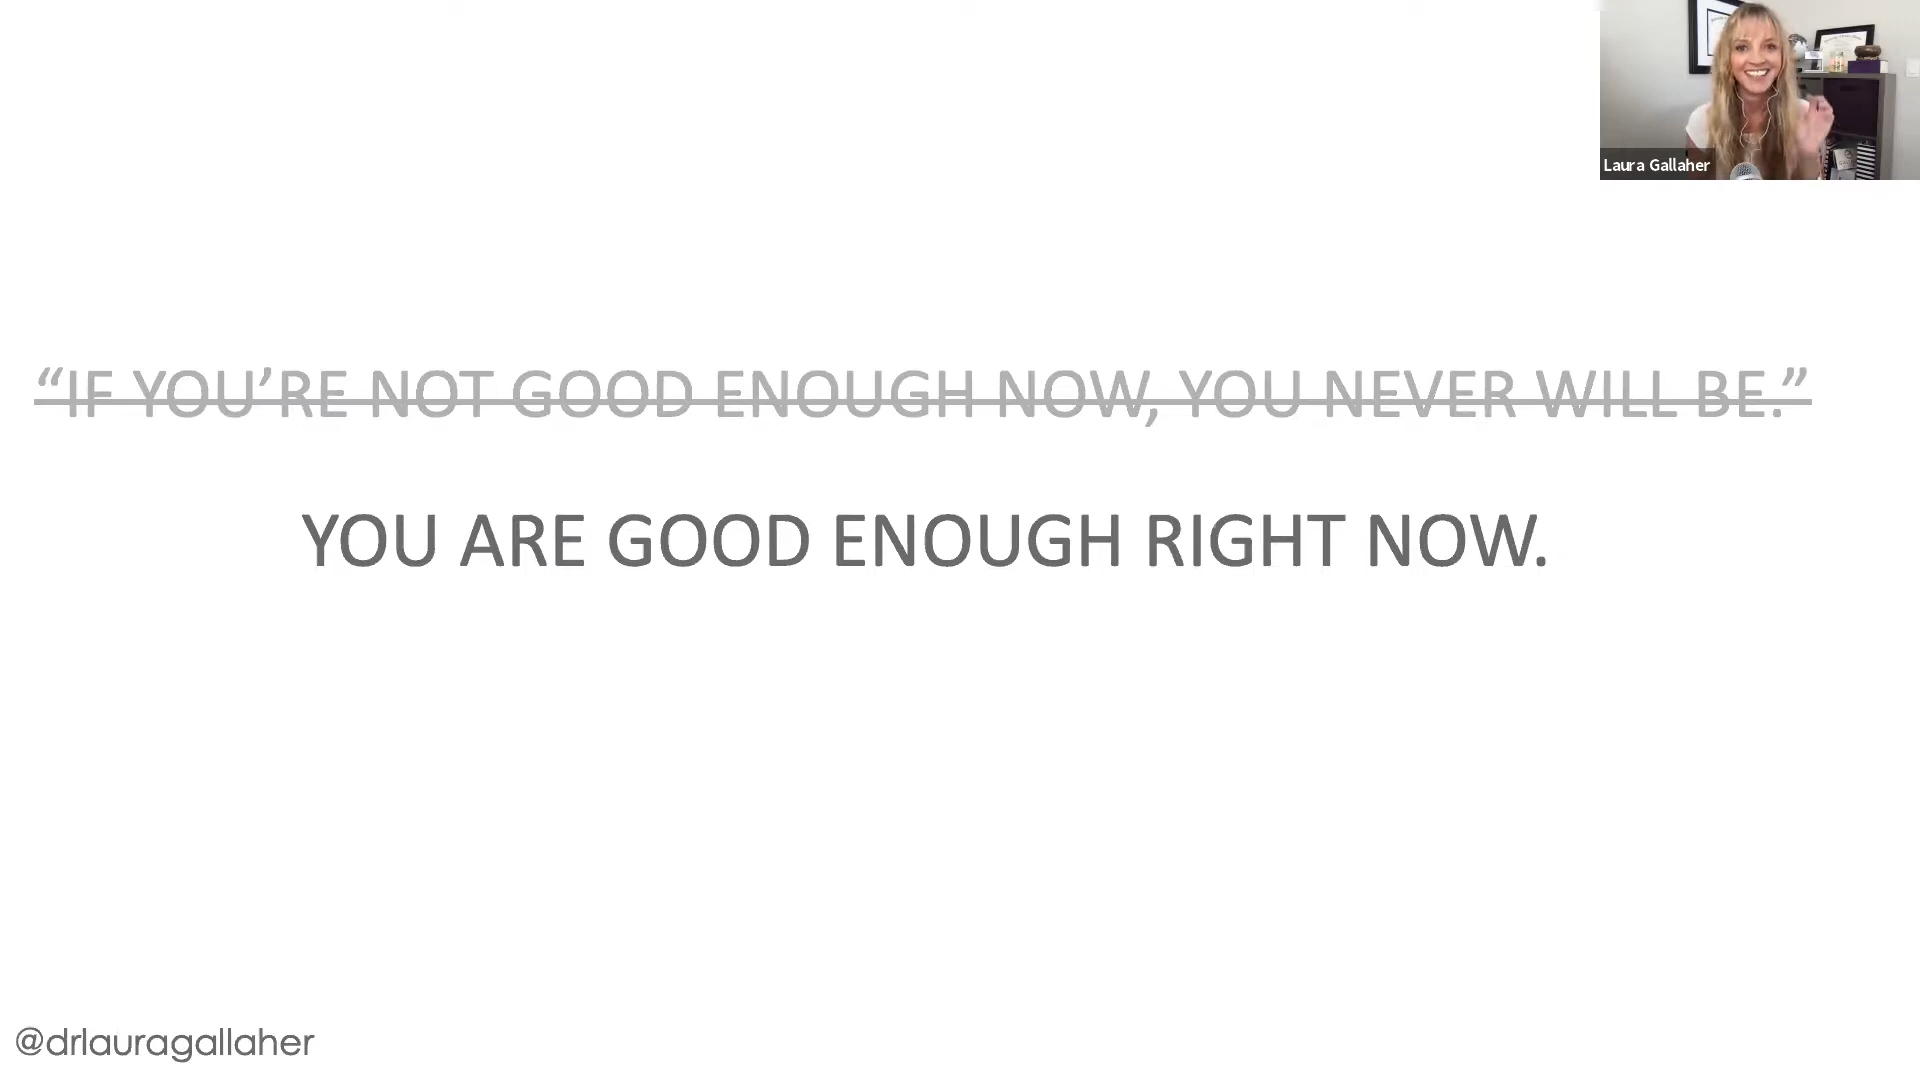 Laura Gallaher
“IF YOU’RE NOT GOOD ENOUGH NOW, YOU NEVER WILL BE.”
YOU ARE GOOD ENOUGH RIGHT NOW.
@drlauragallaher